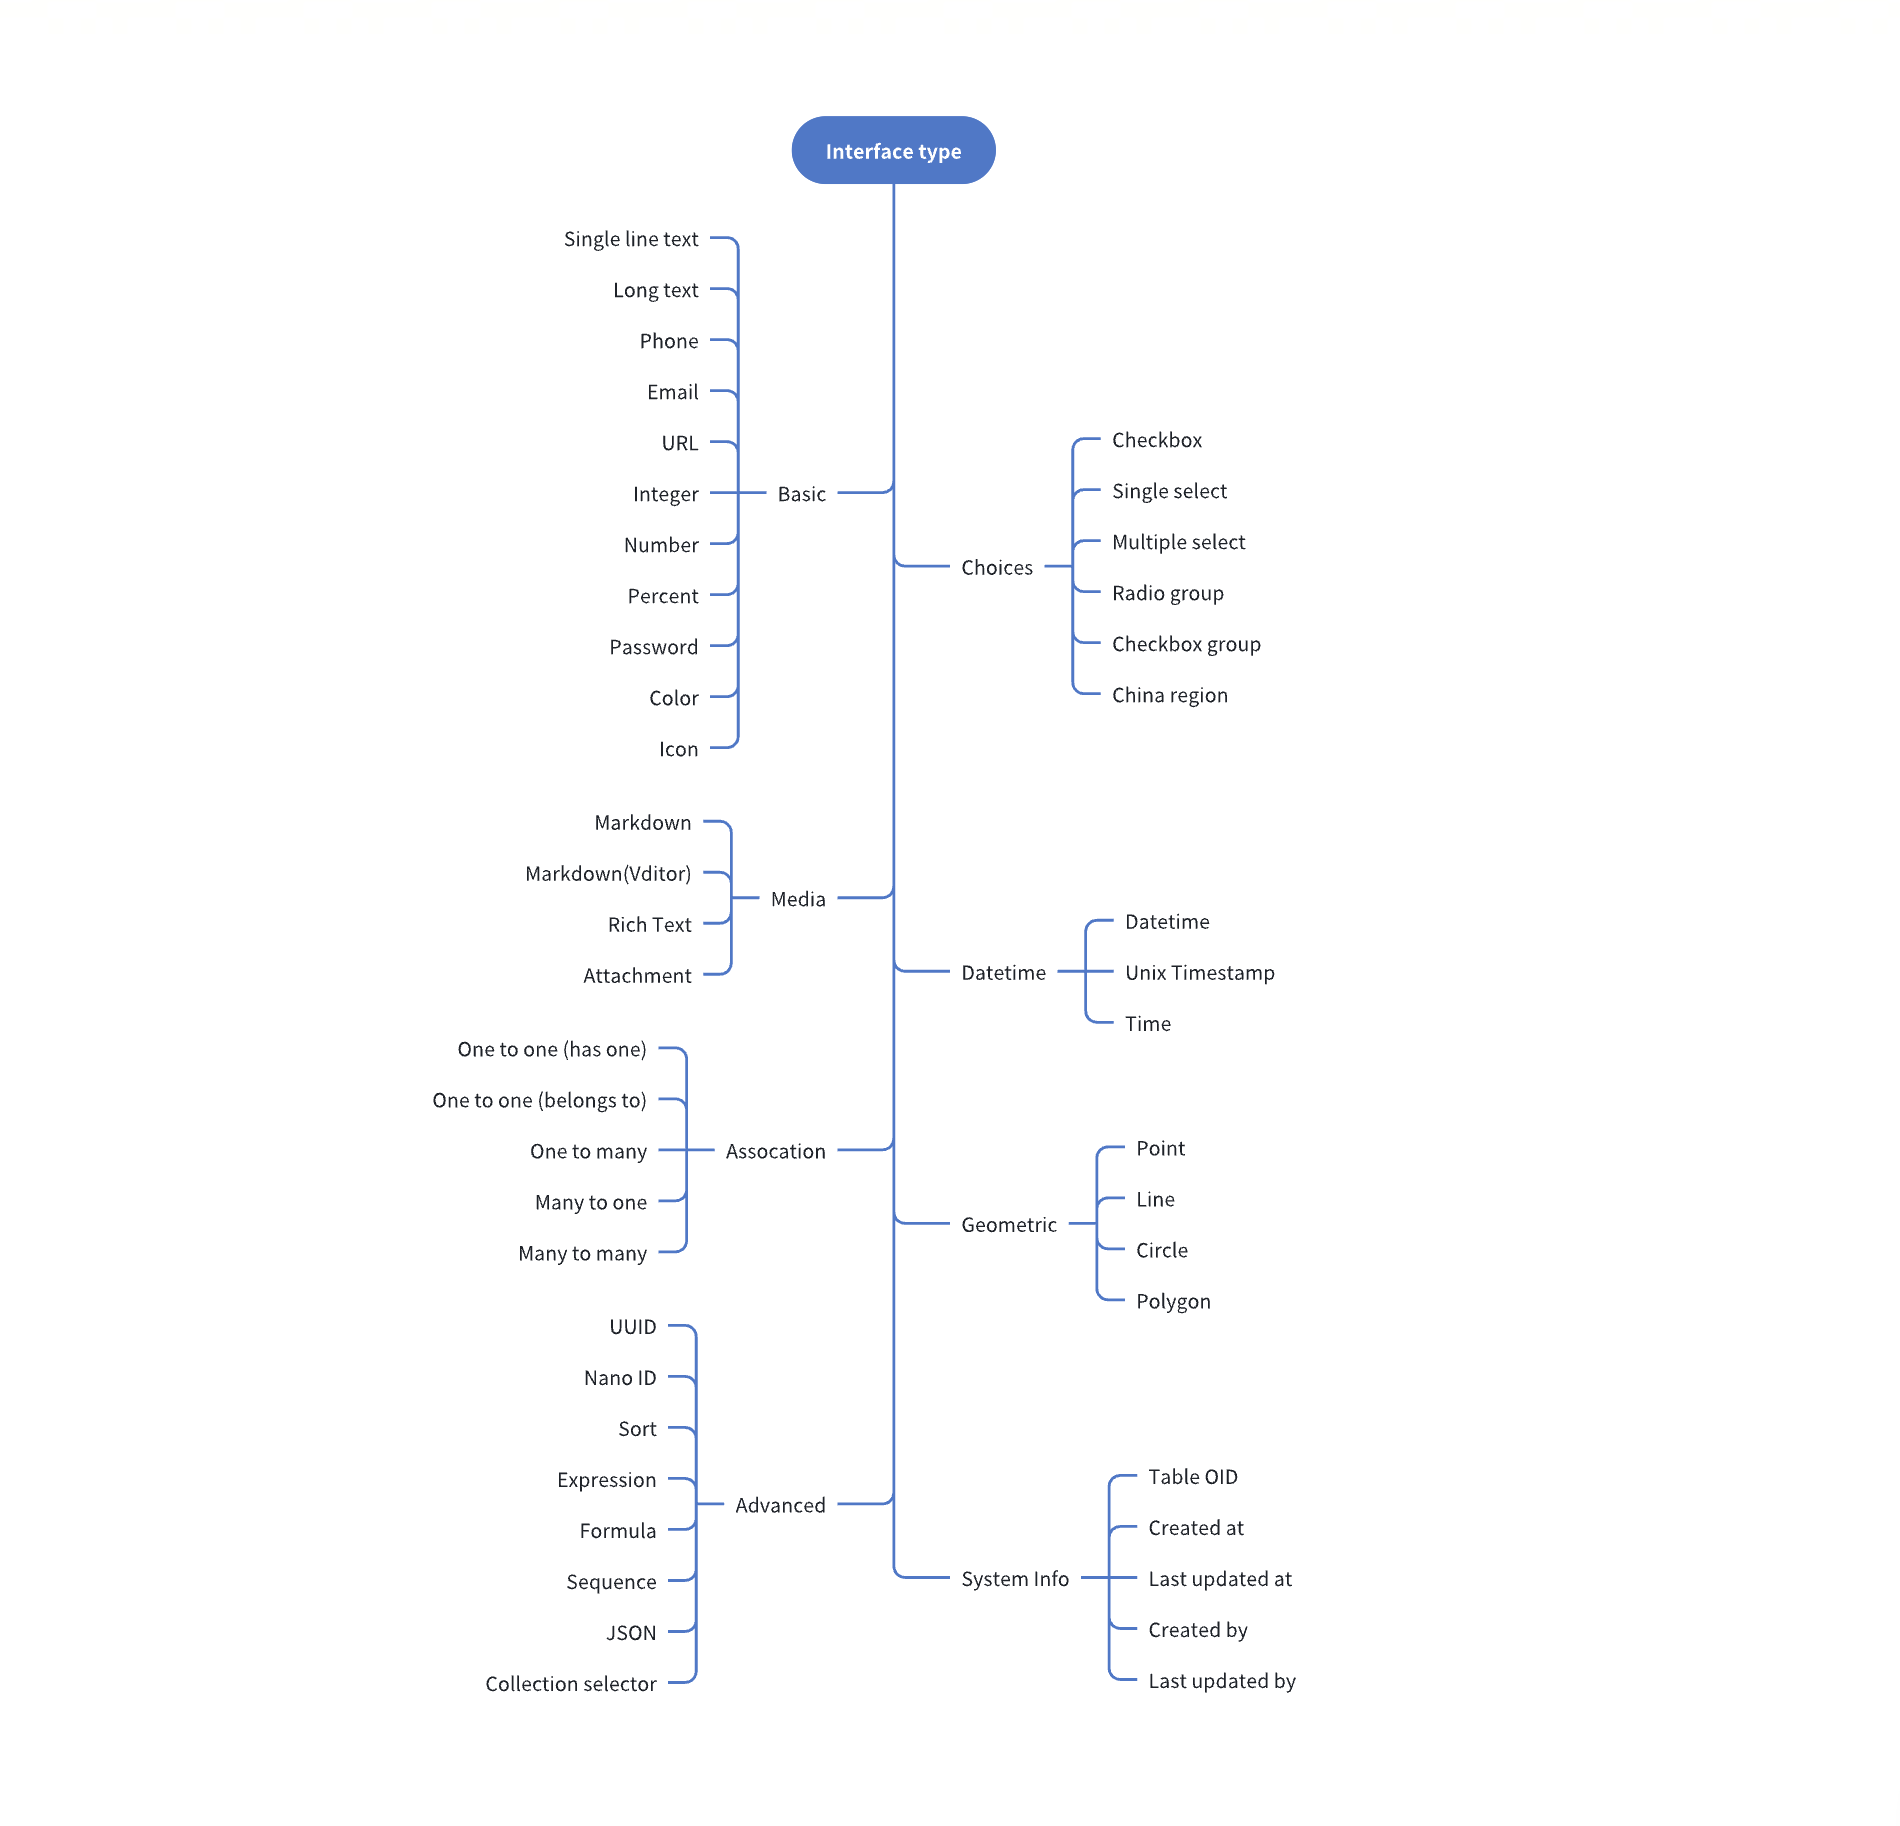 Interface type
Single line text
Long text
Phone
Email
URL
Integer
Number
Percent
Password
Color
Icon
Basic
Checkbox
Single select
Multiple select
Radio group
Checkbox group
China region
Choices
Markdown
Markdown(Vditor)
Rich Text
Attachment
Media
Datetime
Datetime
Unix Timestamp
Time
One to one (has one)
One to one (belongs to)
One to many
Many to one
Many to many
Assocation
Geometric
Point
Line
Circle
Polygon
UUID
Nano ID
Sort
Expression
Formula
Sequence
JSON
Collection selector
Advanced
System Info
Table OID
Created at
Last updated at
Created by
Last updated by